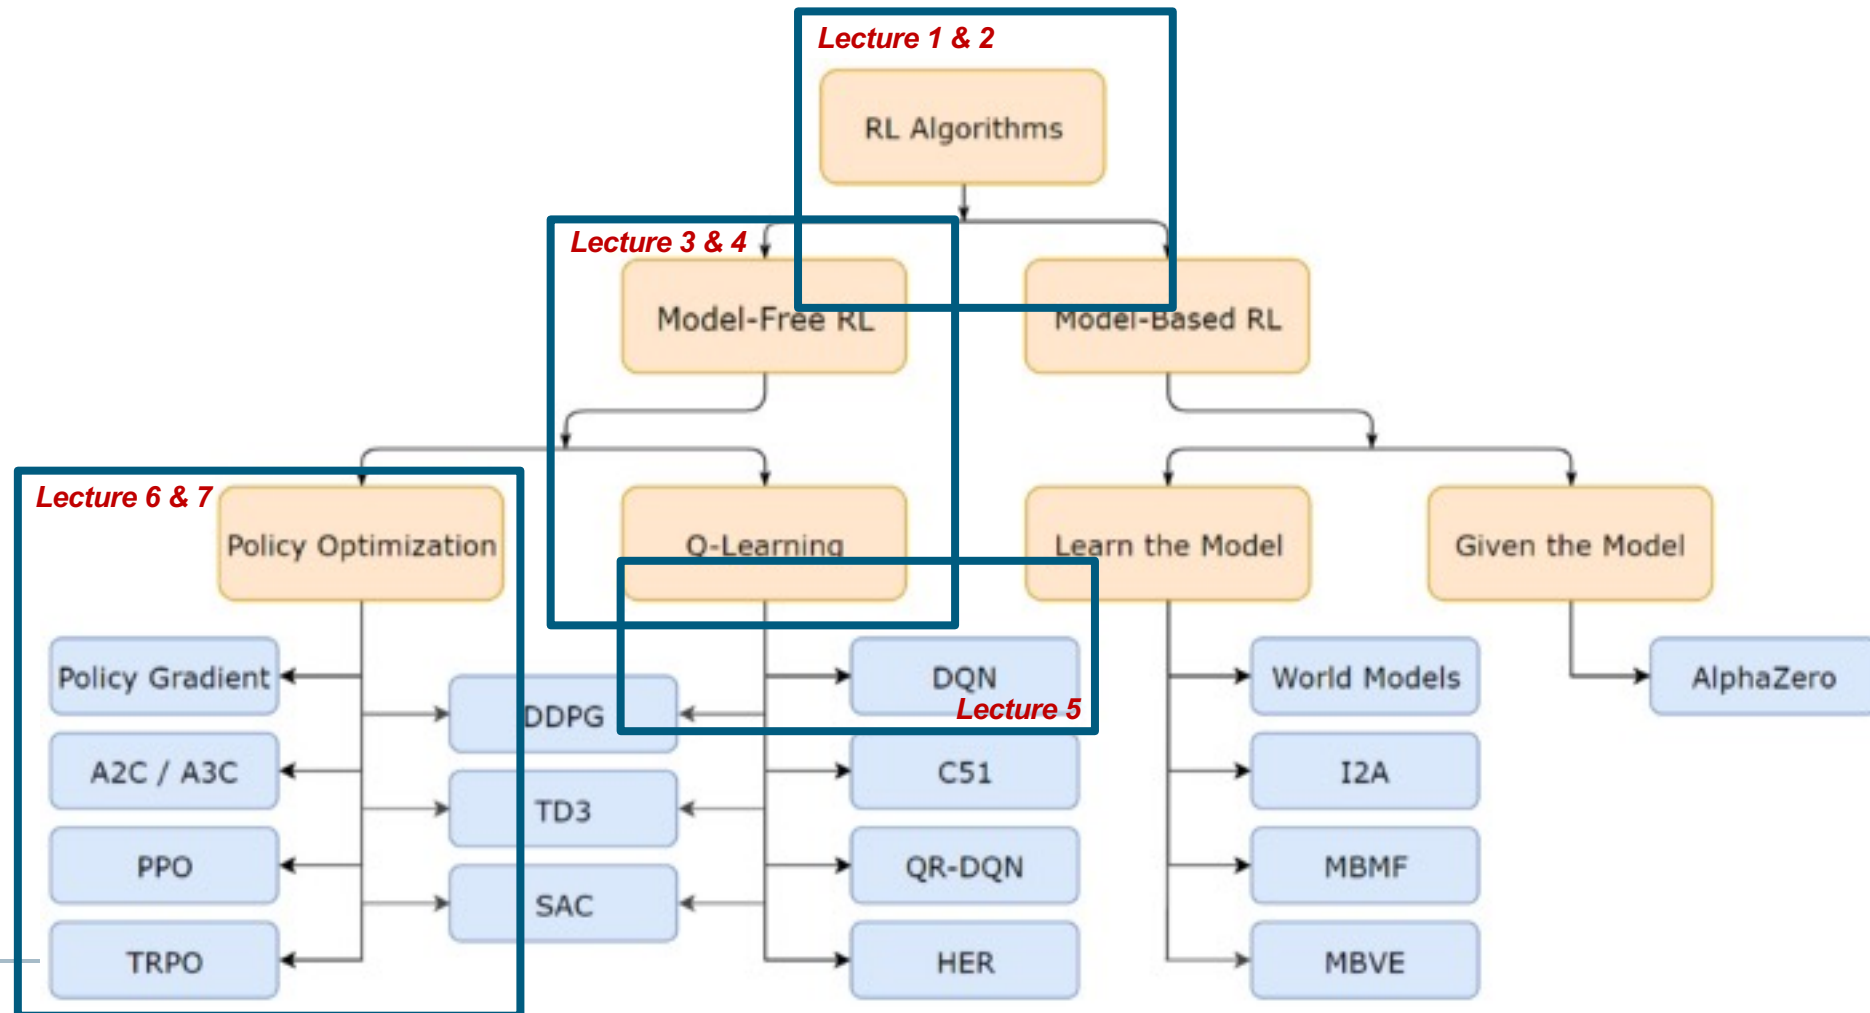 Lecture 1 & 2
RL Algorithms
Lecture 3 & 4
Model-Free RL
Model-Based RL
Lecture 6 & 7
Policy Optimization
Q-Learning
Learn the Model
Given the Model
Policy Gradient
DDPG
DQN
Lecture 5
World Models
AlphaZero
A2C / A3C
TD3
C51
I2A
PPO
SAC
QR-DQN
MBMF
TRPO
HER
MBVE